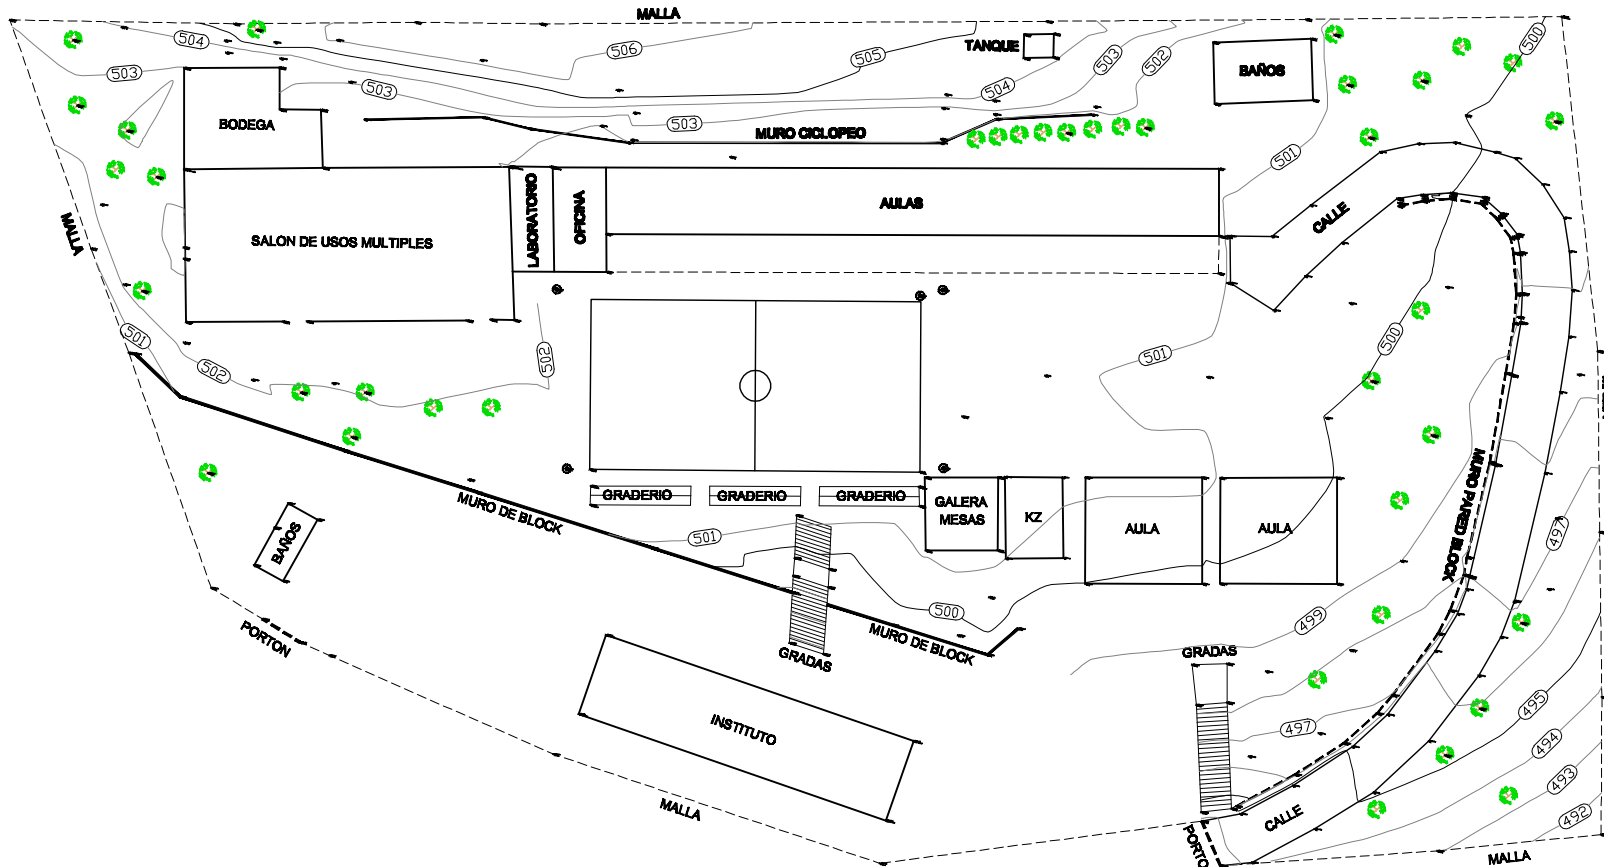 MALLA
504
506
505
TANQUE
503
502
500
BAÑOS
503
503
504
BODEGA
503
MURO CICLOPEO
501
LABORATORIO
OFICINA
AULAS
CALLE
MALLA
SALON DE USOS MULTIPLES
501
502
502
501
500
MURO DE BLOCK
GRADERIO
GRADERIO
GRADERIO
GALERA
MESAS
KZ
AULA
AULA
MURO PARED BLOCK
497
BAÑOS
501
500
499
PORTON
MURO DE BLOCK
GRADAS
GRADAS
INSTITUTO
497
495
494
493
492
MALLA
CALLE
PORTO
MALLA